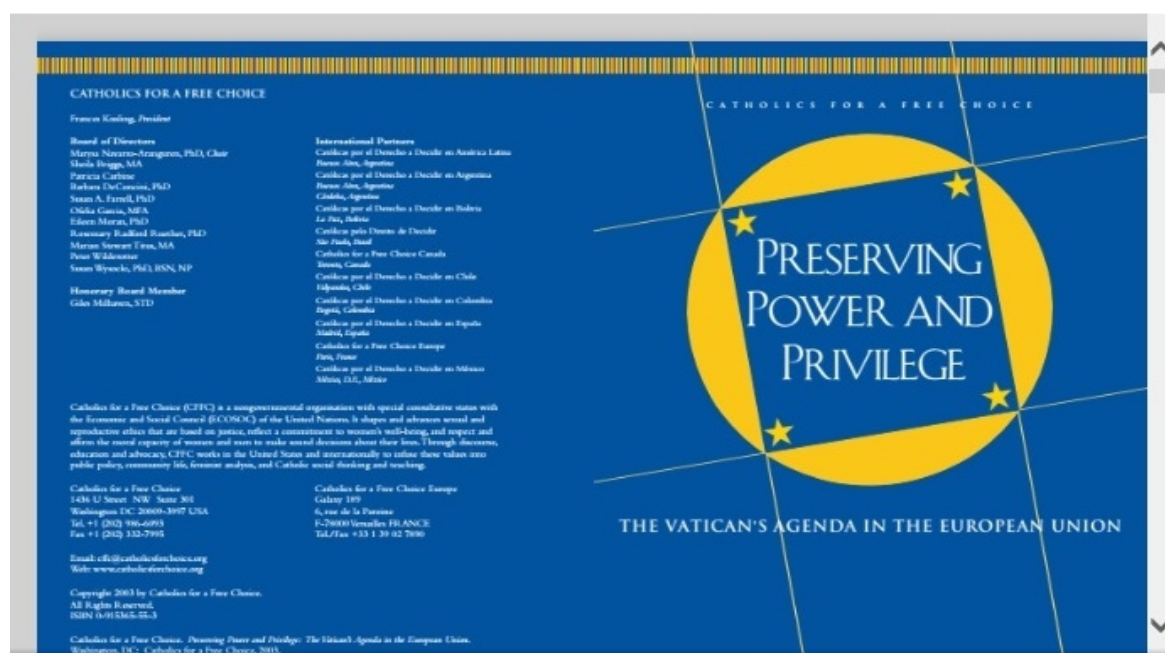 CATHOLICS FOR A FREE CHOICE
Frances Kissling, President
Board of Directors
Marysa Navarro-Aranguren, PhD, Chair
Sheila Briggs, MA
Patricia Carbine
Barbara DeConcini, PhD
Susan A. Farrell, PhD
Ofelia Garcia, MFA
Eileen Moran, PhD
Rosemary Radford Ruether, PhD
Marian Stewart Titus, MA
Peter Wilderotter
Susan Wysocki, PhD, BSN, NP
Honorary Board Member
Giles Milhaven, STD
International Partners
Católicas por el Derecho a Decidir en América Latina
Buenos Aires, Argentina
Católicas por el Derecho a Decidir en Argentina
Buenos Aires, Argentina
Córdoba, Argentina
Católicas por el Derecho a Decidir en Bolivia
La Paz, Bolivia
Católicas pelo Direito de Decidir
São Paulo, Brasil
Catholics for a Free Choice Canada
Toronto, Canada
Católicas por el Derecho a Decidir en Chile
Valparaíso, Chile
Católicas por el Derecho a Decidir en Colombia
Bogotá, Colombia
Católicas por el Derecho a Decidir en España
Madrid, España
Catholics for a Free Choice Europe
Paris, France
Católicas por el Derecho a Decidir en México
México, D.F., México
Catholics for a Free Choice (CFFC) is a nongovernmental organization with special consultative status with
the Economic and Social Council (ECOSOC) of the United Nations. It shapes and advances sexual and
reproductive ethics that are based on justice, reflect a commitment to women's well-being, and respect and
affirm the moral capacity of women and men to make sound decisions about their lives. Through discourse,
education and advocacy, CFFC works in the United States and internationally to infuse these values into
public policy, community life, feminist analysis, and Catholic social thinking and teaching.
Catholics for a Free Choice
1436 U Street NW Suite 301
Washington DC 20009-3997 USA
Tel. +1 (202) 986-6093
Fax +1 (202) 332-7995
Catholics for a Free Choice Europe
Galaxy 189
6, rue de la Paroisse
F-78000 Versailles FRANCE
Tel./Fax +33 1 39 02 7890
Email: cffc@catholicsforchoice.org
Web: www.catholicsforchoice.org
Copyright 2003 by Catholics for a Free Choice.
All Rights Reserved.
ISBN 0-915365-55-3
Catholics for a Free Choice. Preserving Power and Privilege: The Vatican's Agenda in the European Union.
Washington, DC: Catholics for a Free Choice, 2003.
CATHOLICS FOR A FREE CHOICE
PRESERVING
POWER AND
PRIVILEGE
THE VATICAN'S AGENDA IN THE EUROPEAN UNION